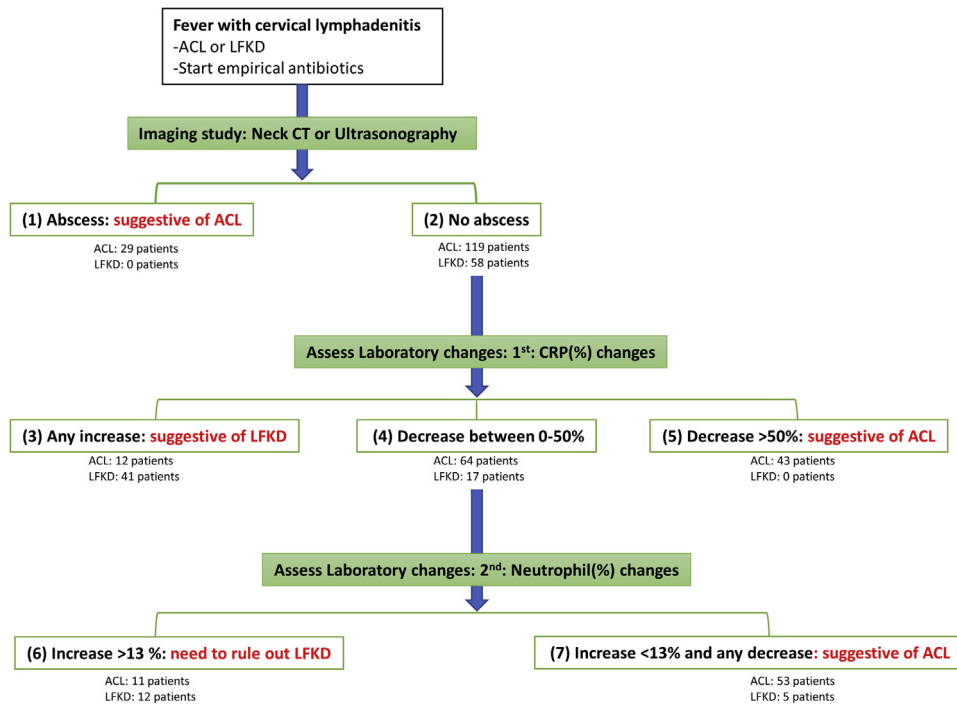 Fever with cervical lymphadenitis
-ACL or LFKD
-Start empirical antibiotics
Imaging study: Neck CT or Ultrasonography
(1) Abscess: suggestive of ACL
ACL: 29 patients
LFKD: 0 patients
(2) No abscess
ACL: 119 patients
LFKD: 58 patients
Assess Laboratory changes: 1st: CRP(%) changes
(3) Any increase: suggestive of LFKD
ACL: 12 patients
LFKD: 41 patients
(4) Decrease between 0-50%
ACL: 64 patients
LFKD: 17 patients
(5) Decrease >50%: suggestive of ACL
ACL: 43 patients
LFKD: 0 patients
Assess Laboratory changes: 2nd: Neutrophil(%) changes
(6) Increase >13 %: need to rule out LFKD
ACL: 11 patients
LFKD: 12 patients
(7) Increase <13% and any decrease: suggestive of ACL
ACL: 53 patients
LFKD: 5 patients